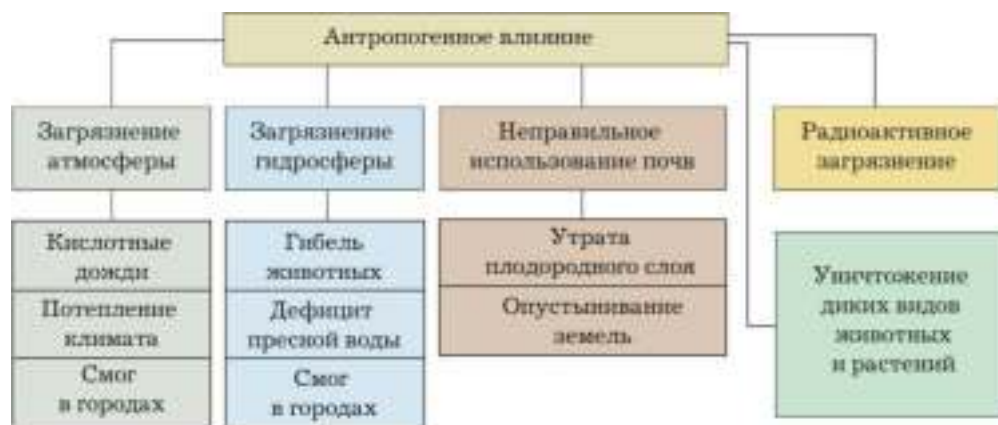 Антропогенное влияние
Загрязнение
атмосферы
Кислотные
дожди
Потепление
климата
Смог
в городах
Загрязнение
гидросферы
Гибель
животных
Дефицит
пресной воды
Смог
в городах
Неправильное
использование почв
Утрата
плодородного слоя
Опустынивание
земель
Радиоактивное
загрязнение
Уничтожение
диких видов
животных
и растений